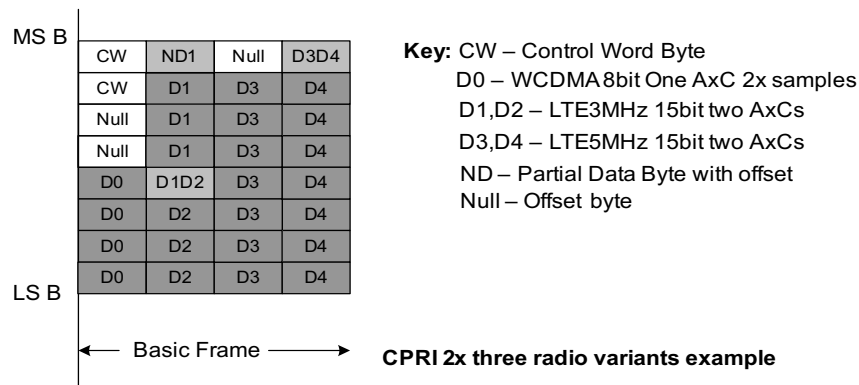 MS B
CW ND1 Null D3D4
CW D1 D3 D4
Null D1 D3 D4
Null D1 D3 D4
D0 D1D2 D3 D4
D0 D2 D3 D4
D0 D2 D3 D4
D0 D2 D3 D4
LS B
Basic Frame
Key: CW – Control Word Byte
D0 – WCDMA 8bit One AxC 2x samples
D1,D2 – LTE3MHz 15bit two AxCs
D3,D4 – LTE5MHz 15bit two AxCs
ND – Partial Data Byte with offset
Null – Offset byte
CPRI 2x three radio variants example